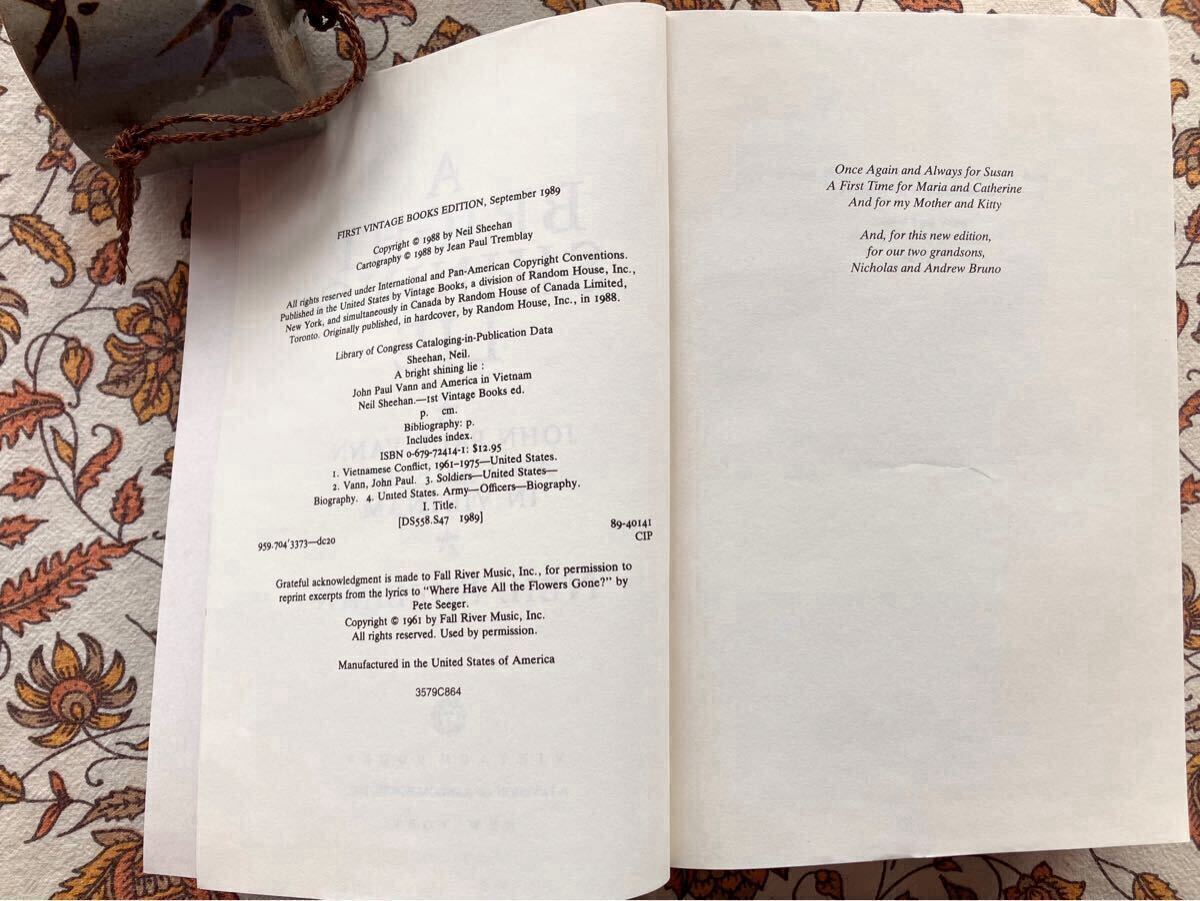 FIRST VINTAGE BOOKS EDITION, September 1989
Copyright © 1988 by Neil Sheehan
Cartography © 1988 by Jean Paul Tremblay
All rights reserved under International and Pan-American Copyright Conventions.
Published in the United States by Vintage Books, a division of Random House, Inc.,
New York, and simultaneously in Canada by Random House of Canada Limited,
Toronto. Originally published, in hardcover, by Random House, Inc., in 1988.
Library of Congress Cataloging-in-Publication Data
Sheehan, Neil.
A bright shining lie :
John Paul Vann and America in Vietnam
Neil Sheehan.—1st Vintage Books ed.
p. cm.
Bibliography: p.
Includes index.
ISBN 0-679-72414-1: $12.95
1. Vietnamese Conflict, 1961–1975—United States.
2. Vann, John Paul. 3. Soldiers—United States—
Biography. 4. United States. Army—Officers—Biography.
I. Title.
[DS558.S47 1989]
959.704'3373—dc20
89-40141
CIP
Grateful acknowledgment is made to Fall River Music, Inc., for permission to
reprint excerpts from the lyrics to "Where Have All the Flowers Gone?" by
Pete Seeger.
Copyright © 1961 by Fall River Music, Inc.
All rights reserved. Used by permission.
Manufactured in the United States of America
3579C864
Once Again and Always for Susan
A First Time for Maria and Catherine
And for my Mother and Kitty
And, for this new edition,
for our two grandsons,
Nicholas and Andrew Bruno